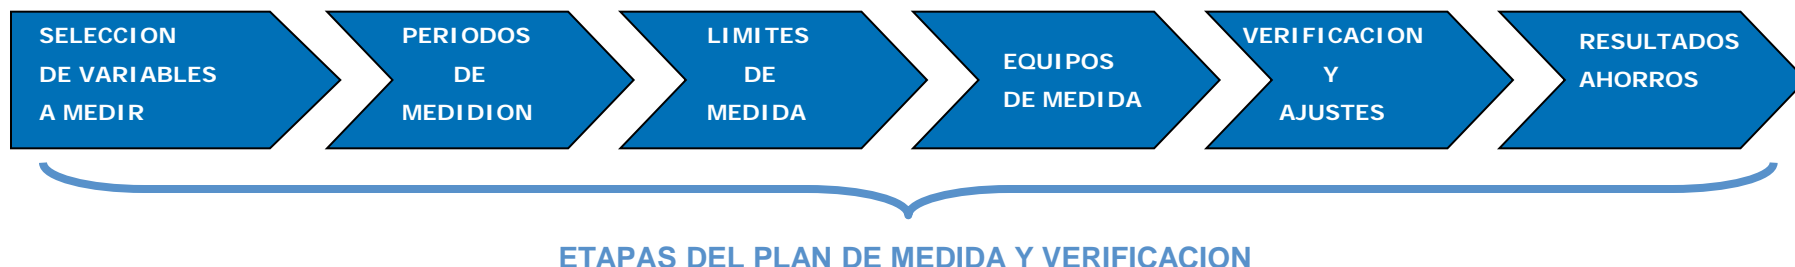 SELECCION
DE VARIABLES
A MEDIR
PERIODOS
DE
MEDIDION
LIMITES
DE
MEDIDA
EQUIPOS
DE MEDIDA
VERIFICACION
Y
AJUSTES
RESULTADOS
AHORROS
ETAPAS DEL PLAN DE MEDIDA Y VERIFICACION